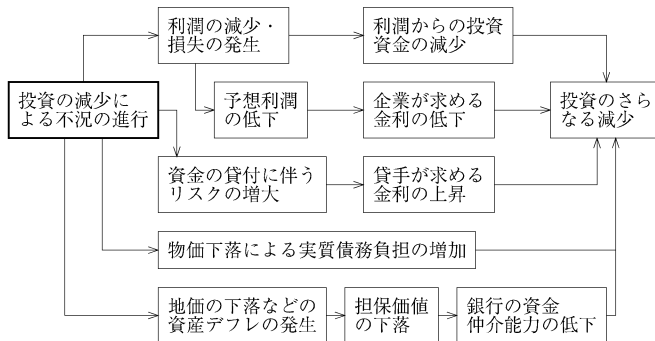 利潤の減少・
損失の発生
利潤からの投資
資金の減少
投資の減少に
よる不況の進行
予想利潤
の低下
企業が求める
金利の低下
投資のさら
なる減少
資金の貸付に伴う
リスクの増大
貸手が求める
金利の上昇
物価下落による実質債務負担の増加
地価の下落などの
資産デフレの発生
担保価値
の下落
銀行の資金
仲介能力の低下